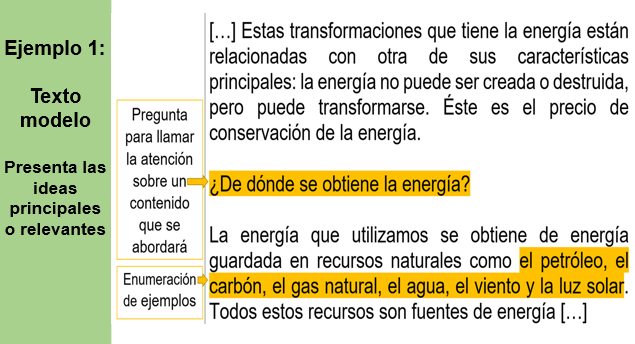 Ejemplo 1:
Texto
modelo
Presenta las
ideas
principales
o relevantes
Pregunta
para llamar
la atención
sobre un
contenido
que se
abordará
Enumeración
de ejemplos
[…] Estas transformaciones que tiene la energía están
relacionadas con otra de sus características
principales: la energía no puede ser creada o destruida,
pero puede transformarse. Éste es el precio de
conservación de la energía.
¿De dónde se obtiene la energía?
La energía que utilizamos se obtiene de energía
guardada en recursos naturales como el petróleo, el
carbón, el gas natural, el agua, el viento y la luz solar.
Todos estos recursos son fuentes de energía […]